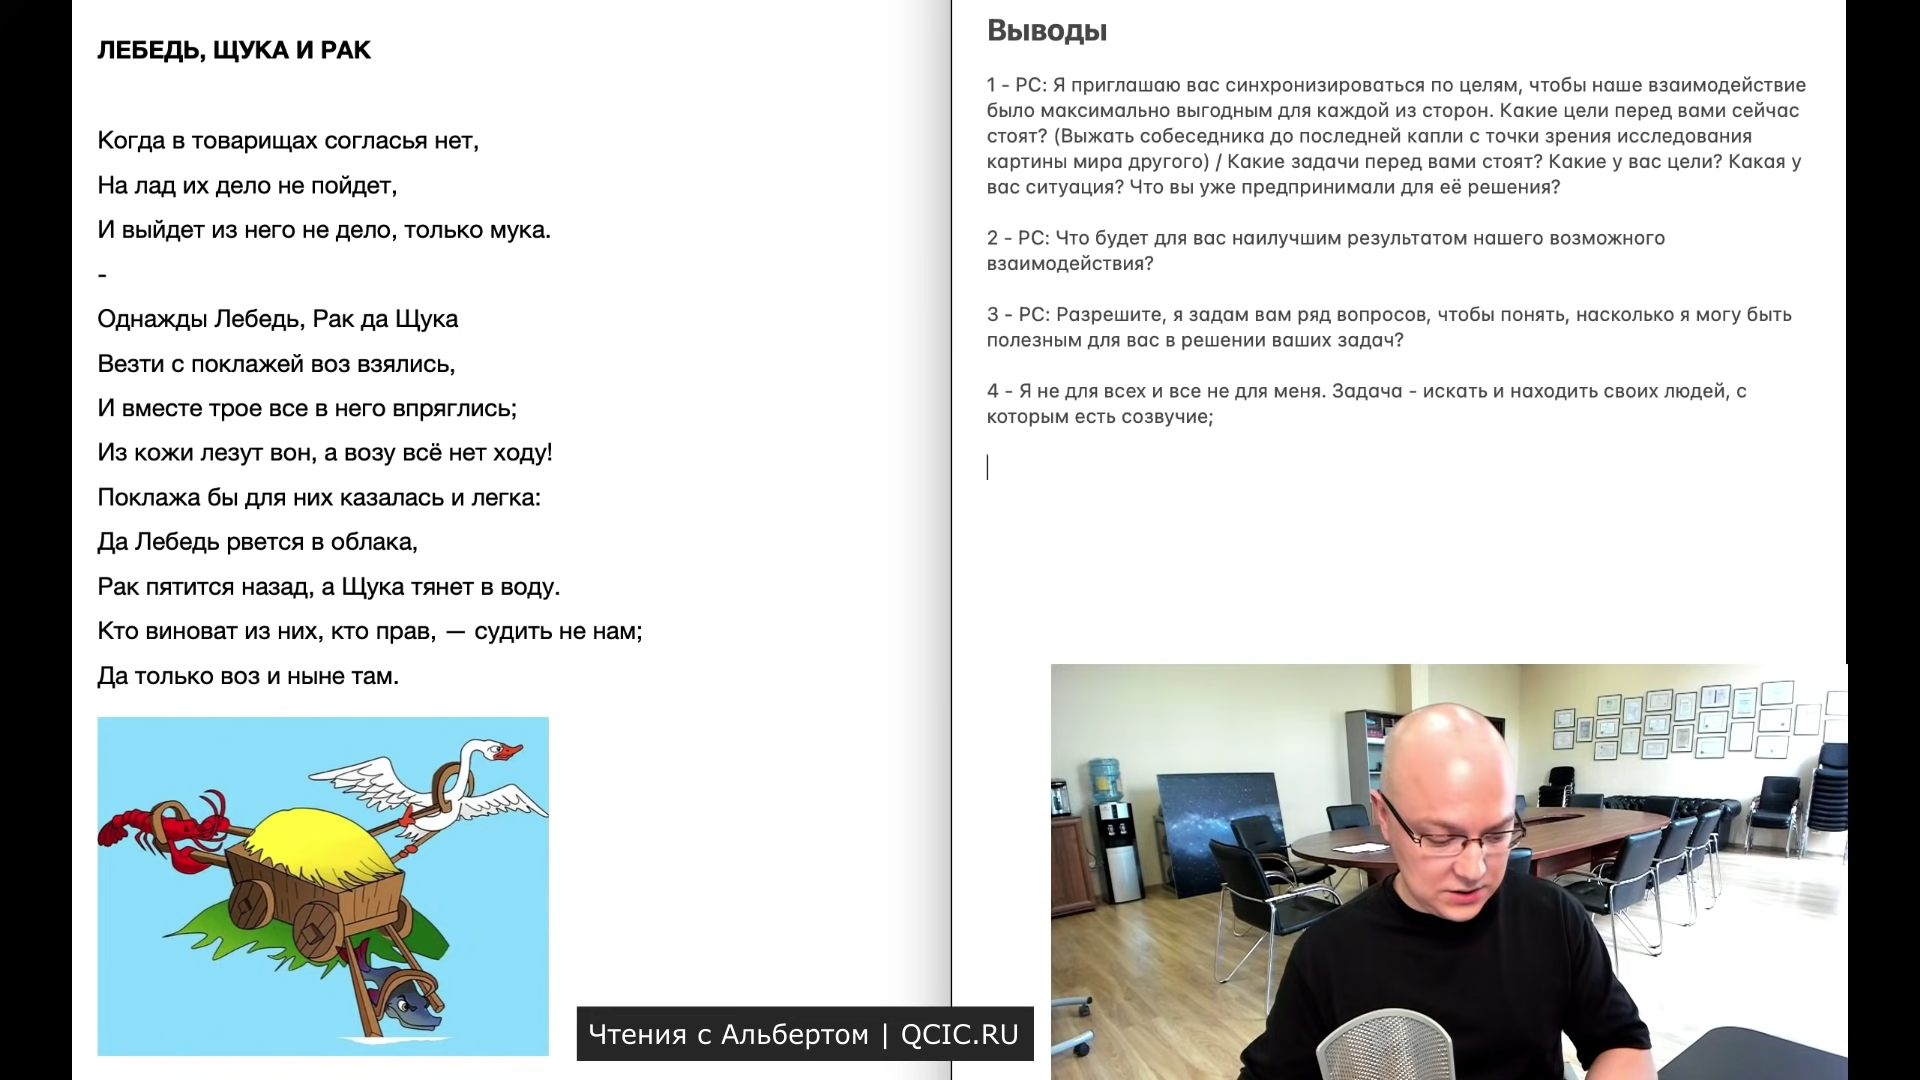 ЛЕБЕДЬ, ЩУКА И РАК
Когда в товарищах согласья нет,
На лад их дело не пойдет,
И выйдет из него не дело, только мука.
-
Однажды Лебедь, Рак да Щука
Везти с поклажей воз взялись,
И вместе трое все в него впряглись;
Из кожи лезут вон, а возу всё нет ходу!
Поклажа бы для них казалась и легка:
Да Лебедь рвется в облака,
Рак пятится назад, а Щука тянет в воду.
Кто виноват из них, кто прав, — судить не нам;
Да только воз и ныне там.
Выводы
1 - РС: Я приглашаю вас синхронизироваться по целям, чтобы наше взаимодействие
было максимально выгодным для каждой из сторон. Какие цели перед вами сейчас
стоят? (Выжать собеседника до последней капли с точки зрения исследования
картины мира другого) / Какие задачи перед вами стоят? Какие у вас цели? Какая у
вас ситуация? Что вы уже предпринимали для её решения?
2 - РС: Что будет для вас наилучшим результатом нашего возможного
взаимодействия?
3 - РС: Разрешите, я задам вам ряд вопросов, чтобы понять, насколько я могу быть
полезным для вас в решении ваших задач?
4 - Я не для всех и все не для меня. Задача - искать и находить своих людей, с
которым есть созвучие;
Чтения с Альбертом | QCIC.RU